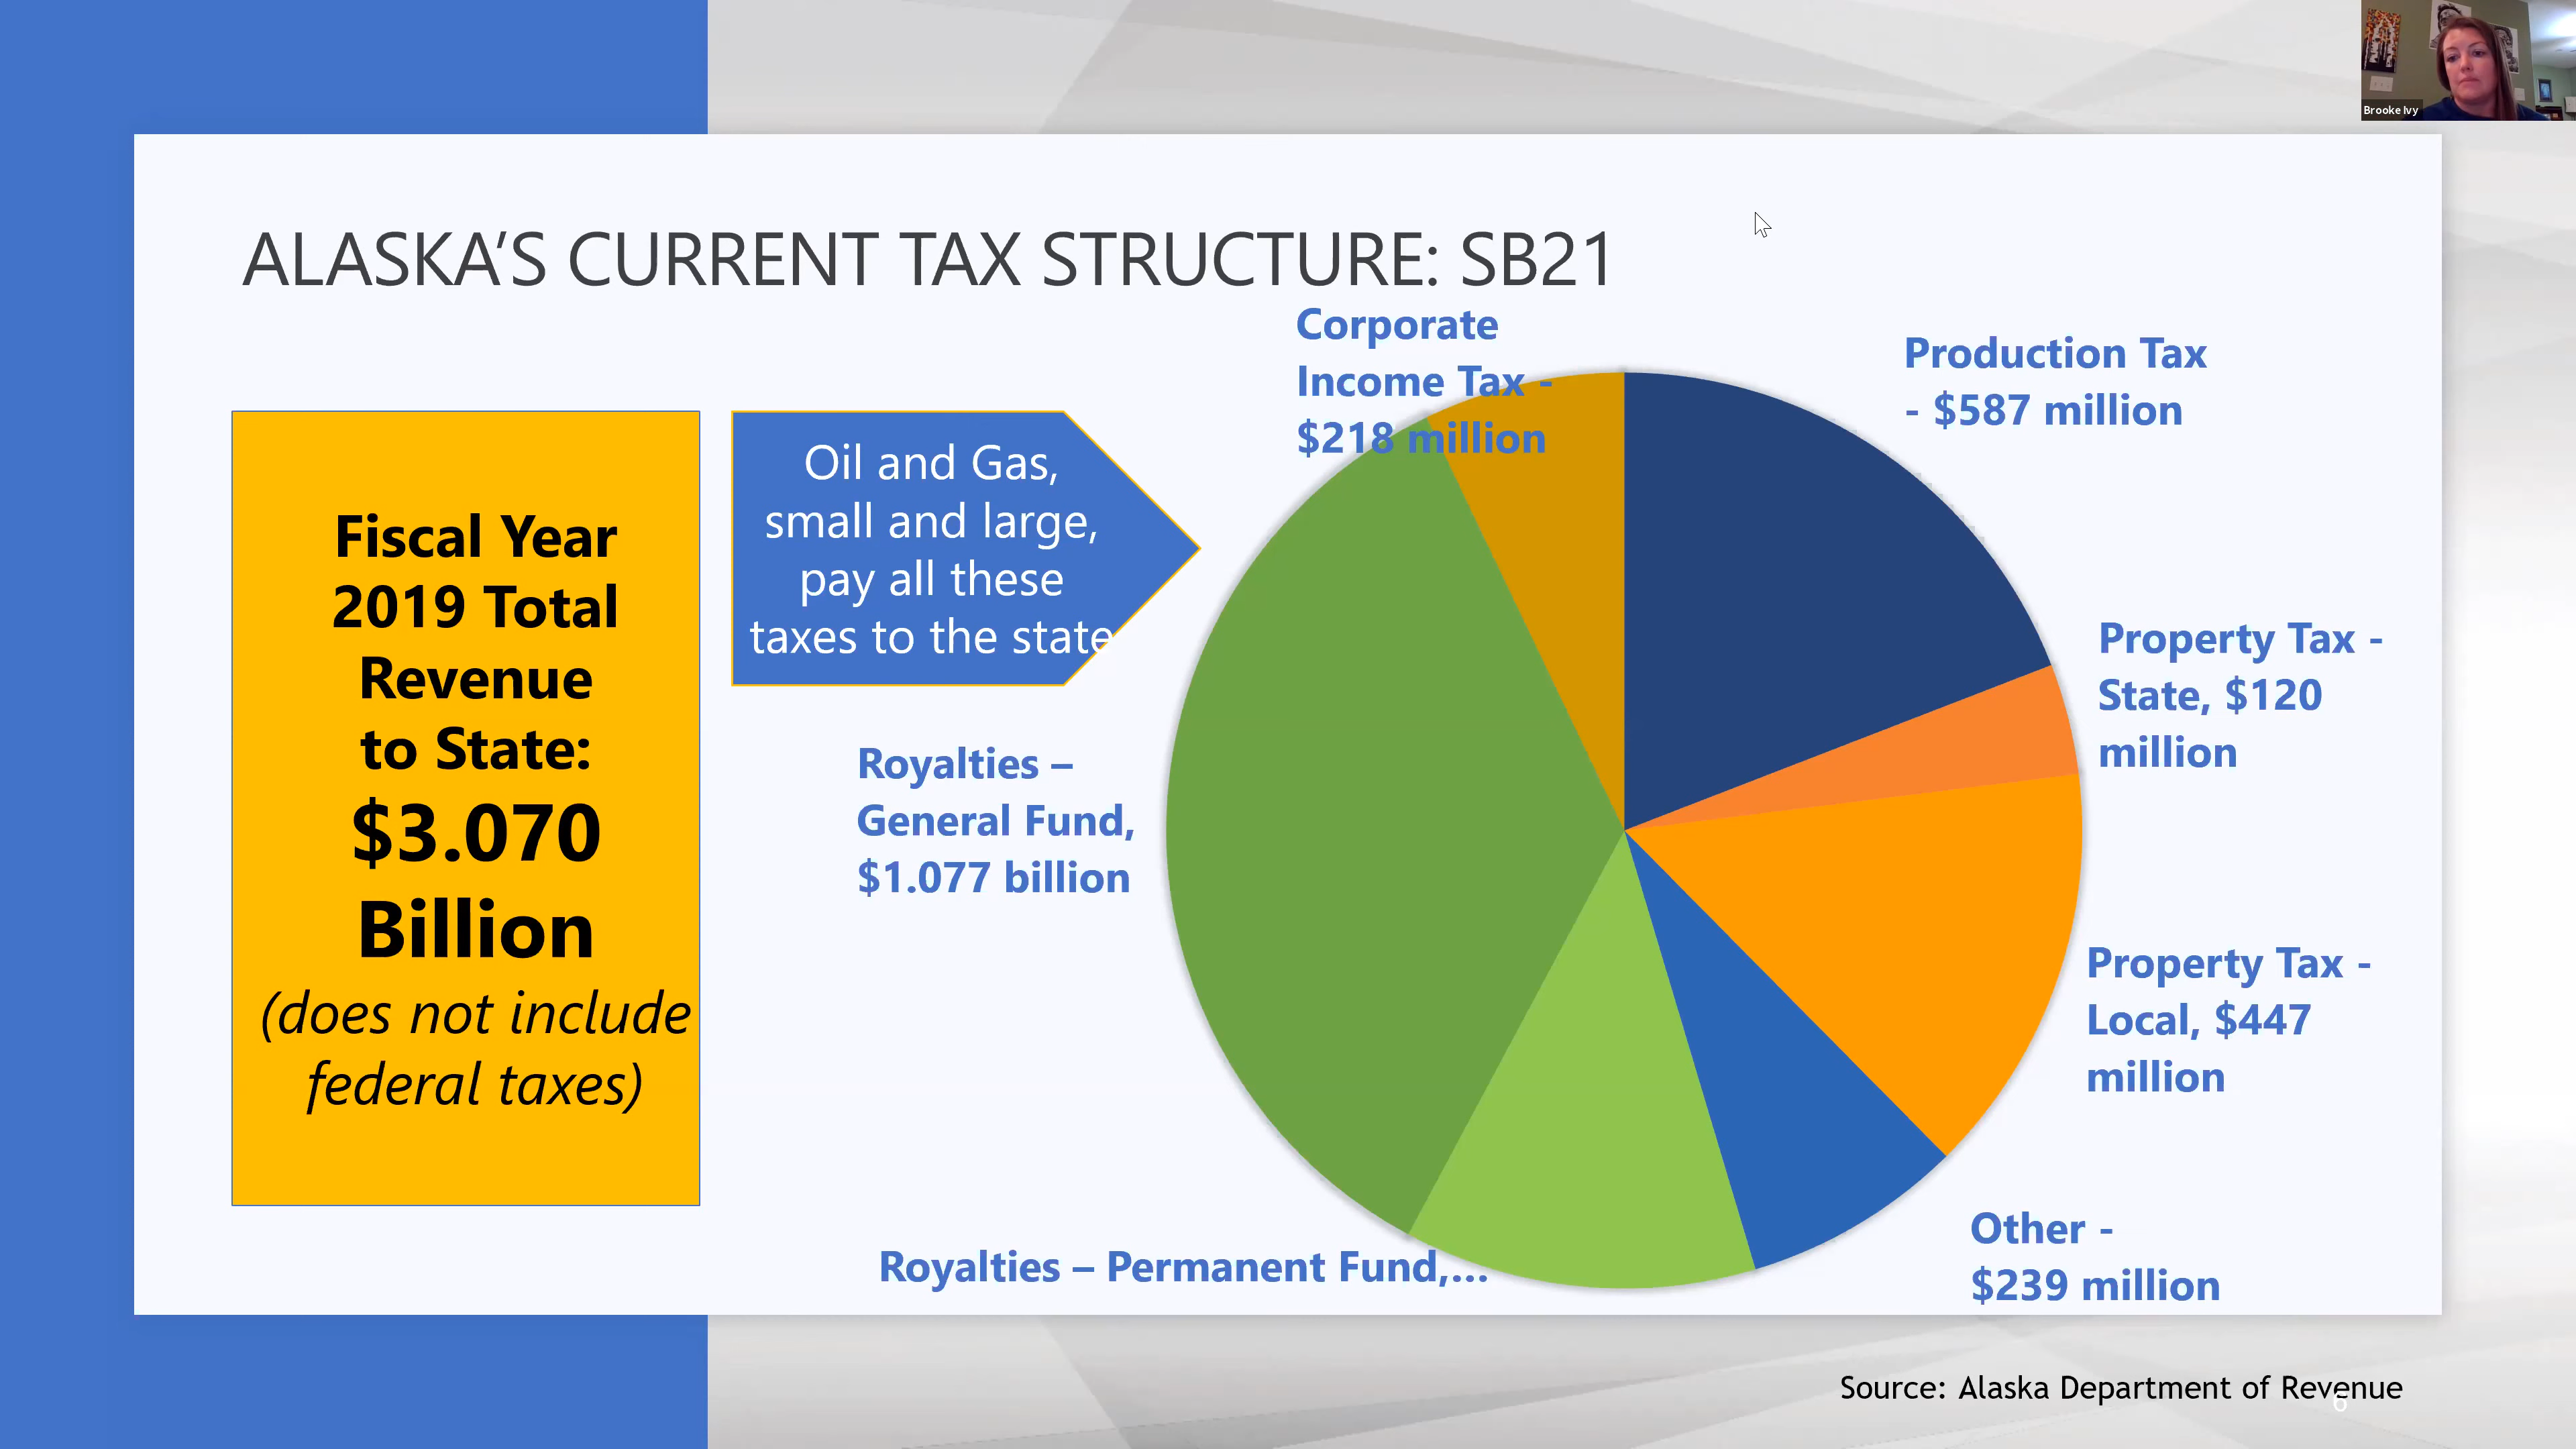 Brooke Ivy
ALASKA'S CURRENT TAX STRUCTURE: SB21
Fiscal Year
2019 Total
Revenue
to State:
$3.070
Billion
(does not include
federal taxes)
Oil and Gas,
small and large,
pay all these
taxes to the state
Corporate
Income Tax -
$218 million
Production Tax
- $587 million
Property Tax -
State, $120
million
Property Tax -
Local, $447
million
Other -
$239 million
Royalties – Permanent Fund,...
Royalties –
General Fund,
$1.077 billion
Source: Alaska Department of Revenue
6